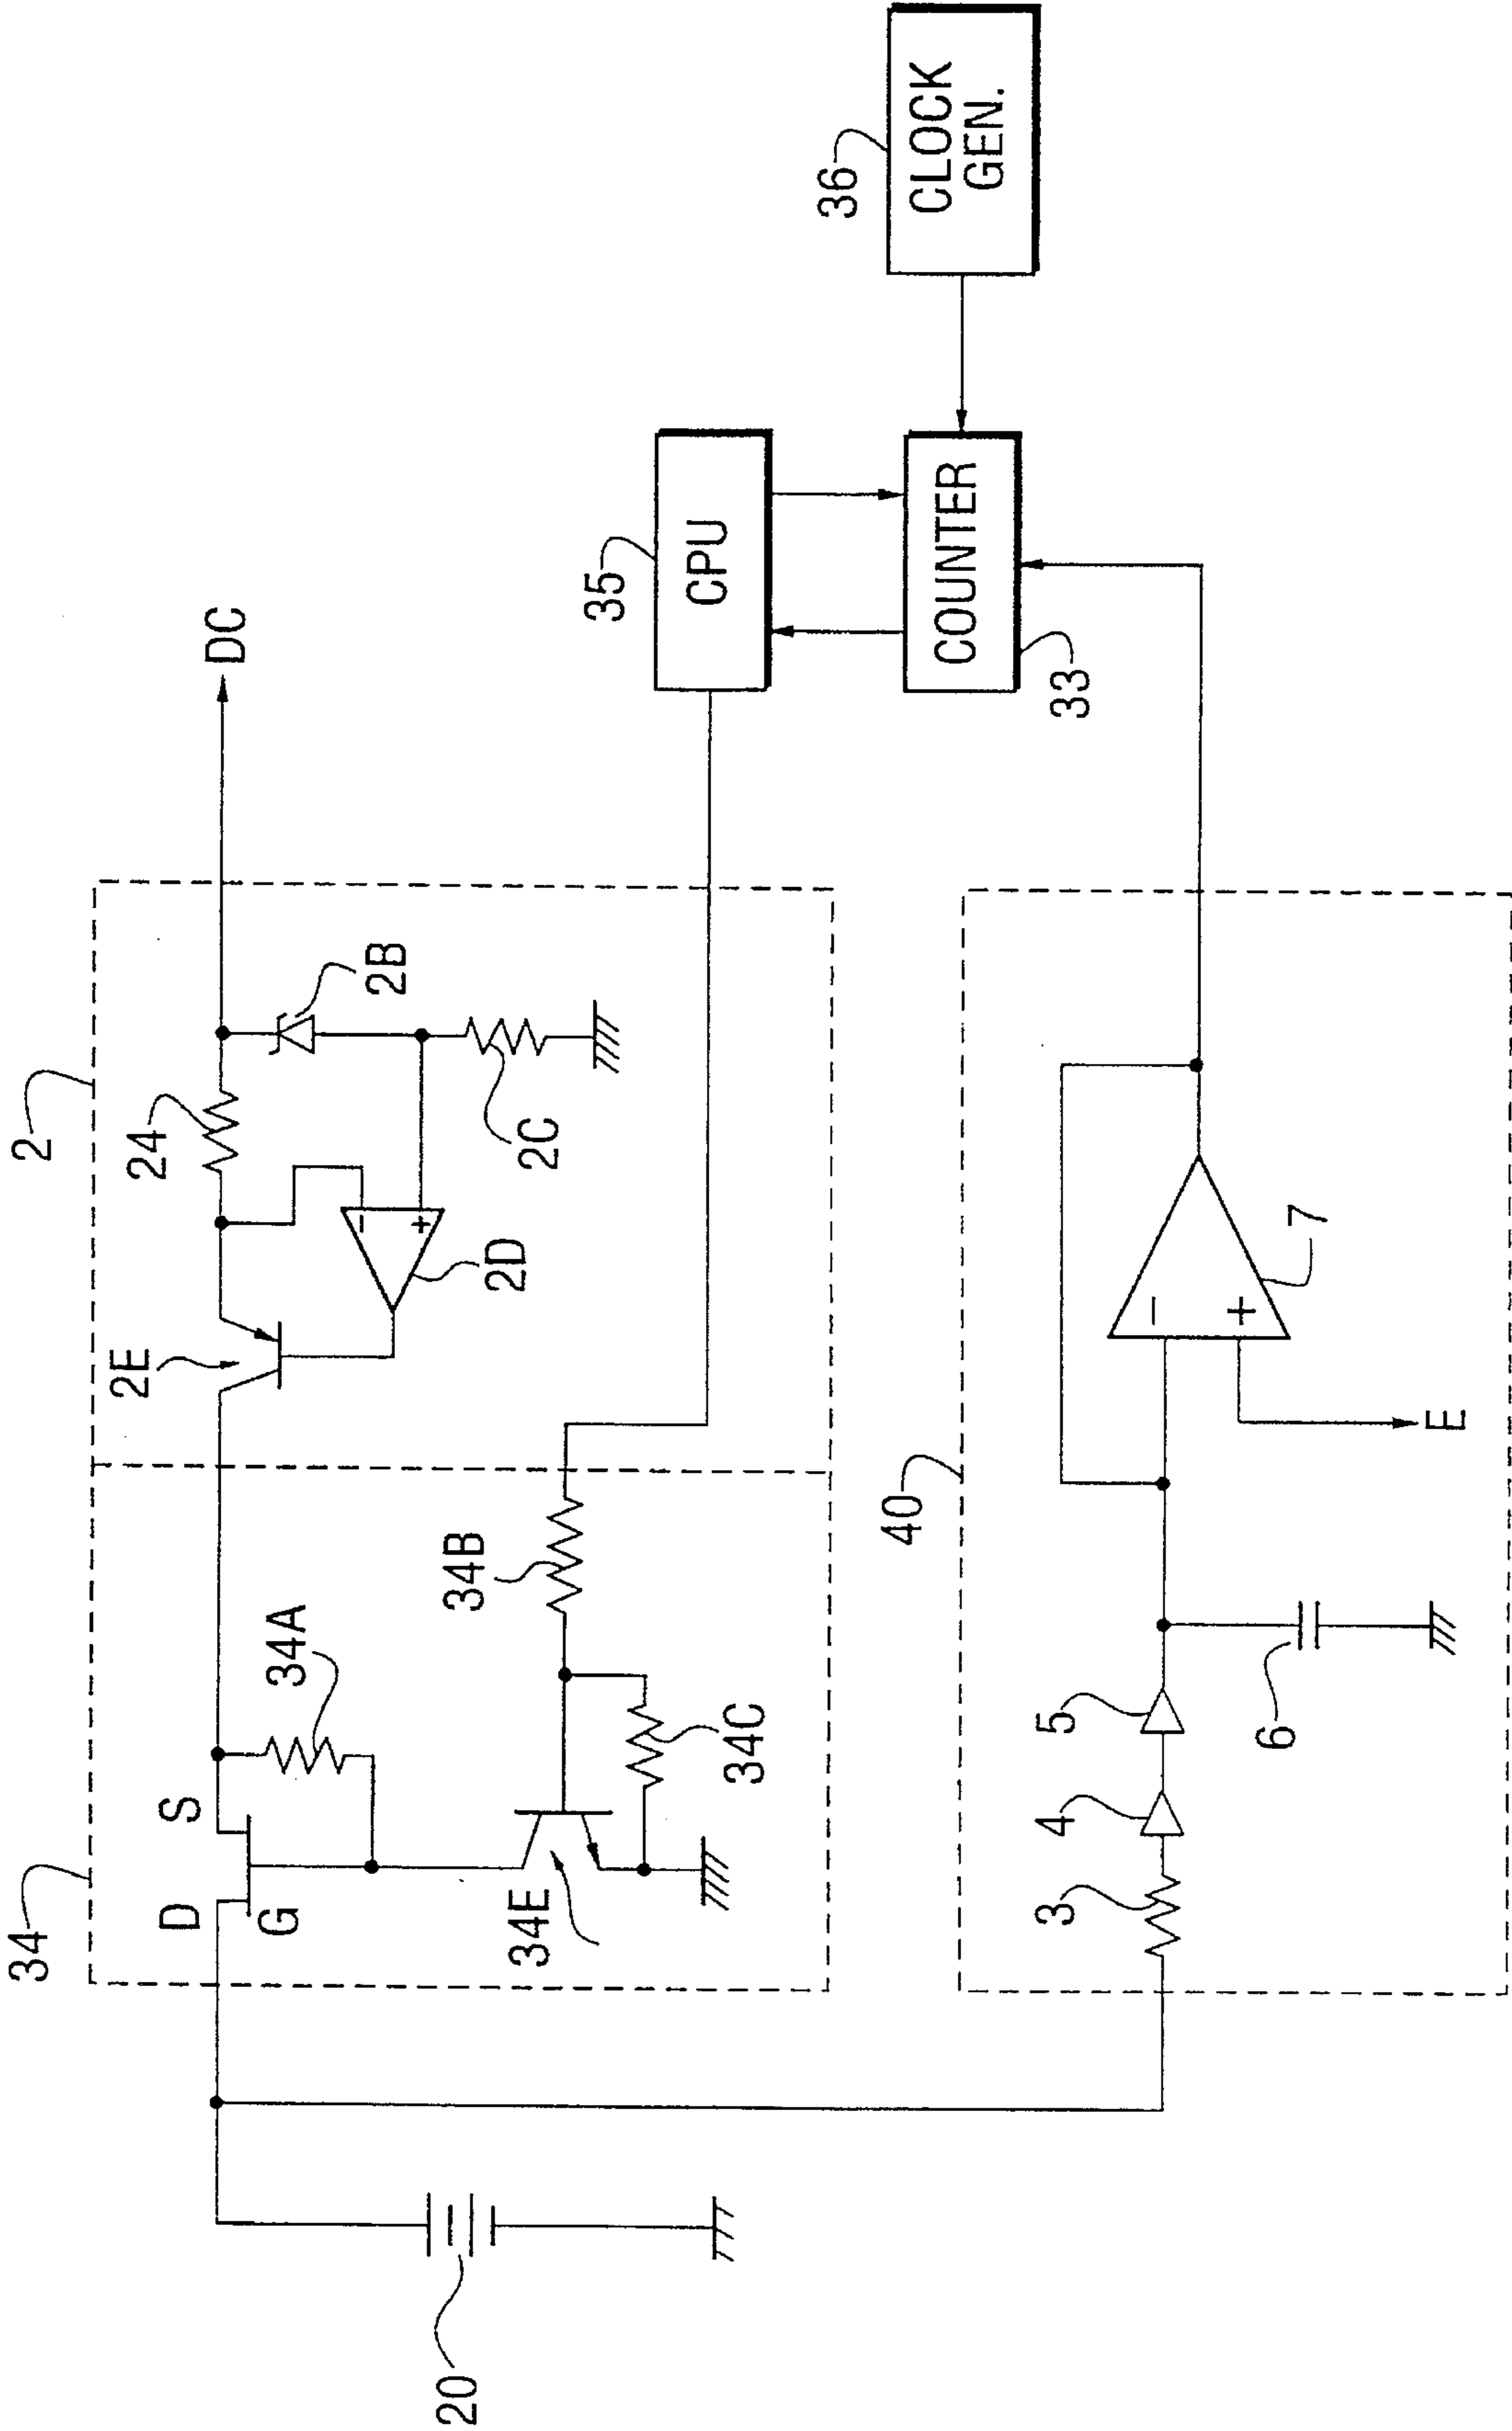 34
2
D
S
G
34A
2E
24
2B
DC
2D
−
+
2C
34E
34C
34B
35
CPU
20
40
COUNTER
33
36
CLOCK
GEN.
3
4
5
6
−
+
7
E